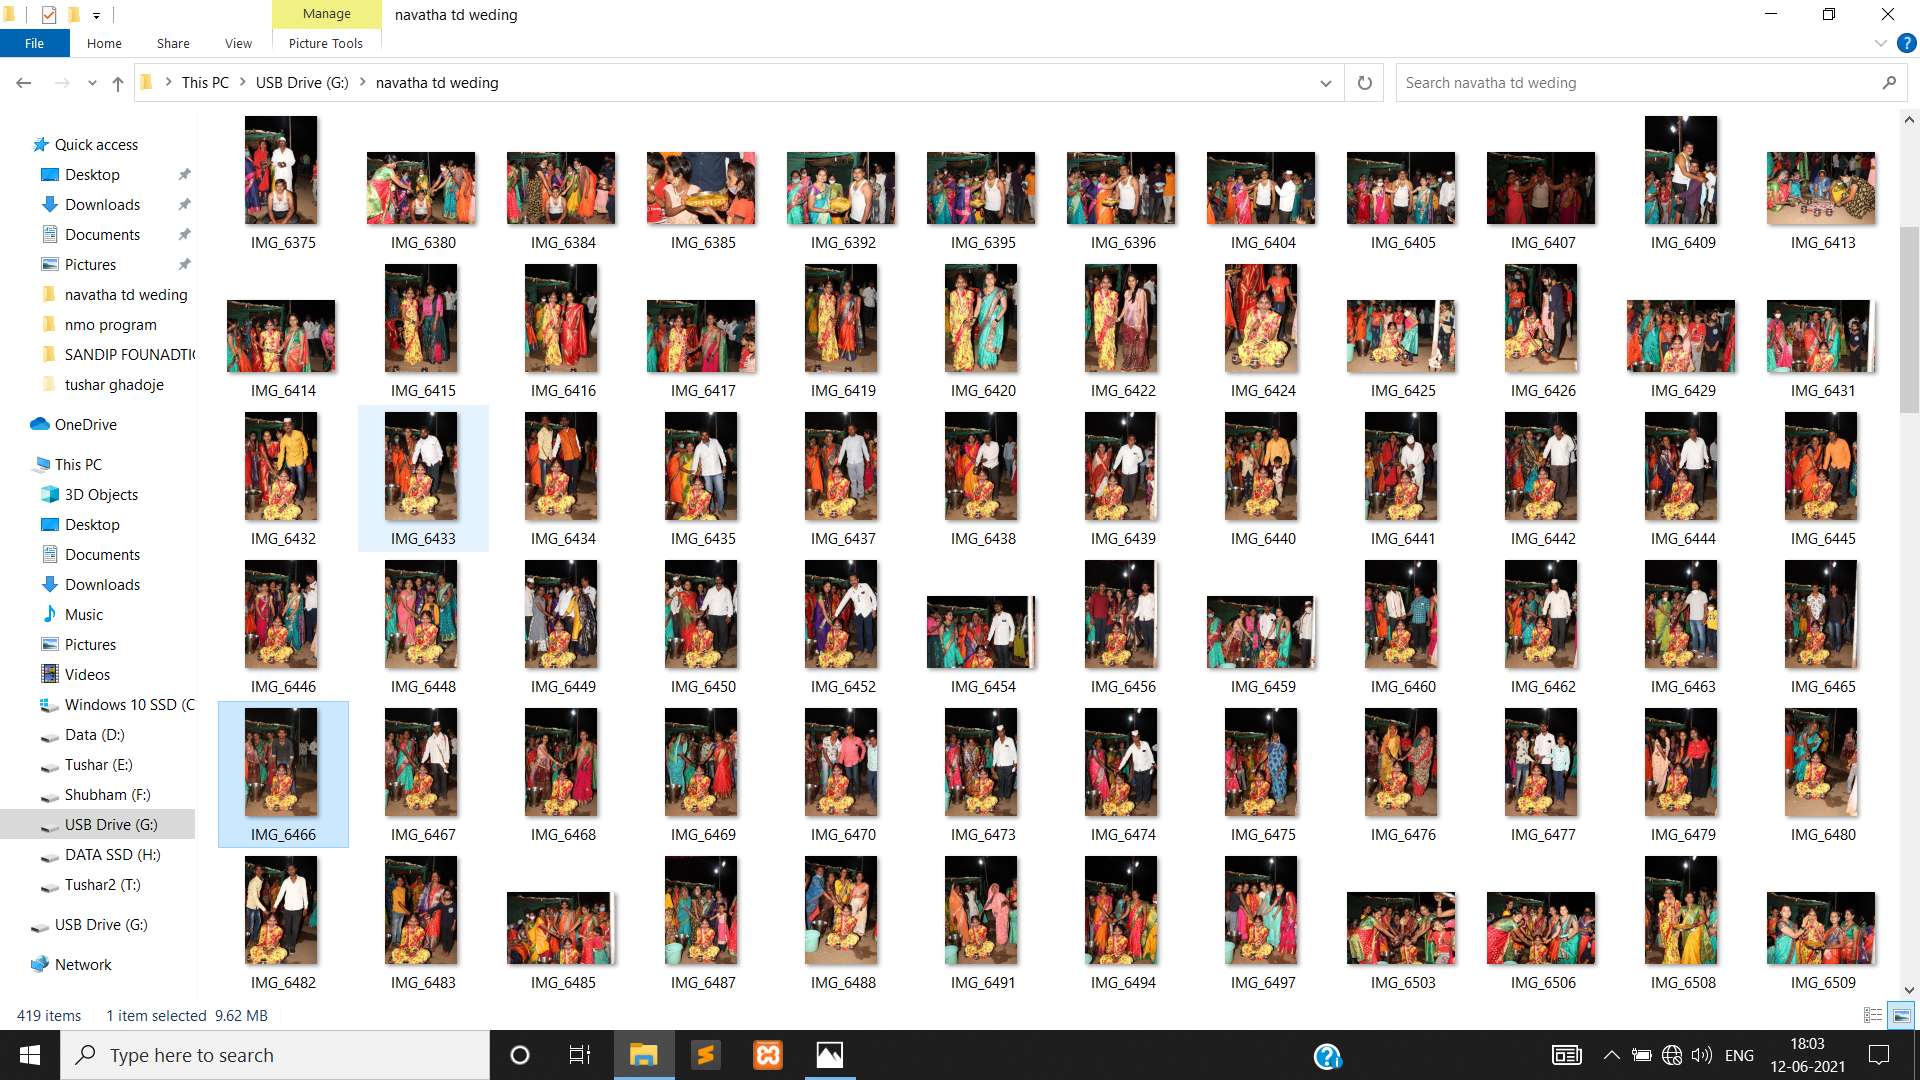 Manage
navatha td weding
File
Home
Share
View
Picture Tools
This PC
USB Drive (G:)
navatha td weding
Search navatha td weding
Quick access
Desktop
Downloads
Documents
Pictures
navatha td weding
nmo program
SANDIP FOUNADTI
tushar ghadoje
OneDrive
This PC
3D Objects
Desktop
Documents
Downloads
Music
Pictures
Videos
Windows 10 SSD (C
Data (D:)
Tushar (E:)
Shubham (F:)
USB Drive (G:)
DATA SSD (H:)
Tushar2 (T:)
USB Drive (G:)
Network
IMG_6375 IMG_6380 IMG_6384 IMG_6385 IMG_6392 IMG_6395 IMG_6396 IMG_6404 IMG_6405 IMG_6407 IMG_6409 IMG_6413
IMG_6414 IMG_6415 IMG_6416 IMG_6417 IMG_6419 IMG_6420 IMG_6422 IMG_6424 IMG_6425 IMG_6426 IMG_6429 IMG_6431
IMG_6432 IMG_6433 IMG_6434 IMG_6435 IMG_6437 IMG_6438 IMG_6439 IMG_6440 IMG_6441 IMG_6442 IMG_6444 IMG_6445
IMG_6446 IMG_6448 IMG_6449 IMG_6450 IMG_6452 IMG_6454 IMG_6456 IMG_6459 IMG_6460 IMG_6462 IMG_6463 IMG_6465
IMG_6466 IMG_6467 IMG_6468 IMG_6469 IMG_6470 IMG_6473 IMG_6474 IMG_6475 IMG_6476 IMG_6477 IMG_6479 IMG_6480
IMG_6482 IMG_6483 IMG_6485 IMG_6487 IMG_6488 IMG_6491 IMG_6494 IMG_6497 IMG_6503 IMG_6506 IMG_6508 IMG_6509
419 items
1 item selected 9.62 MB
Type here to search
ENG
18:03
12-06-2021